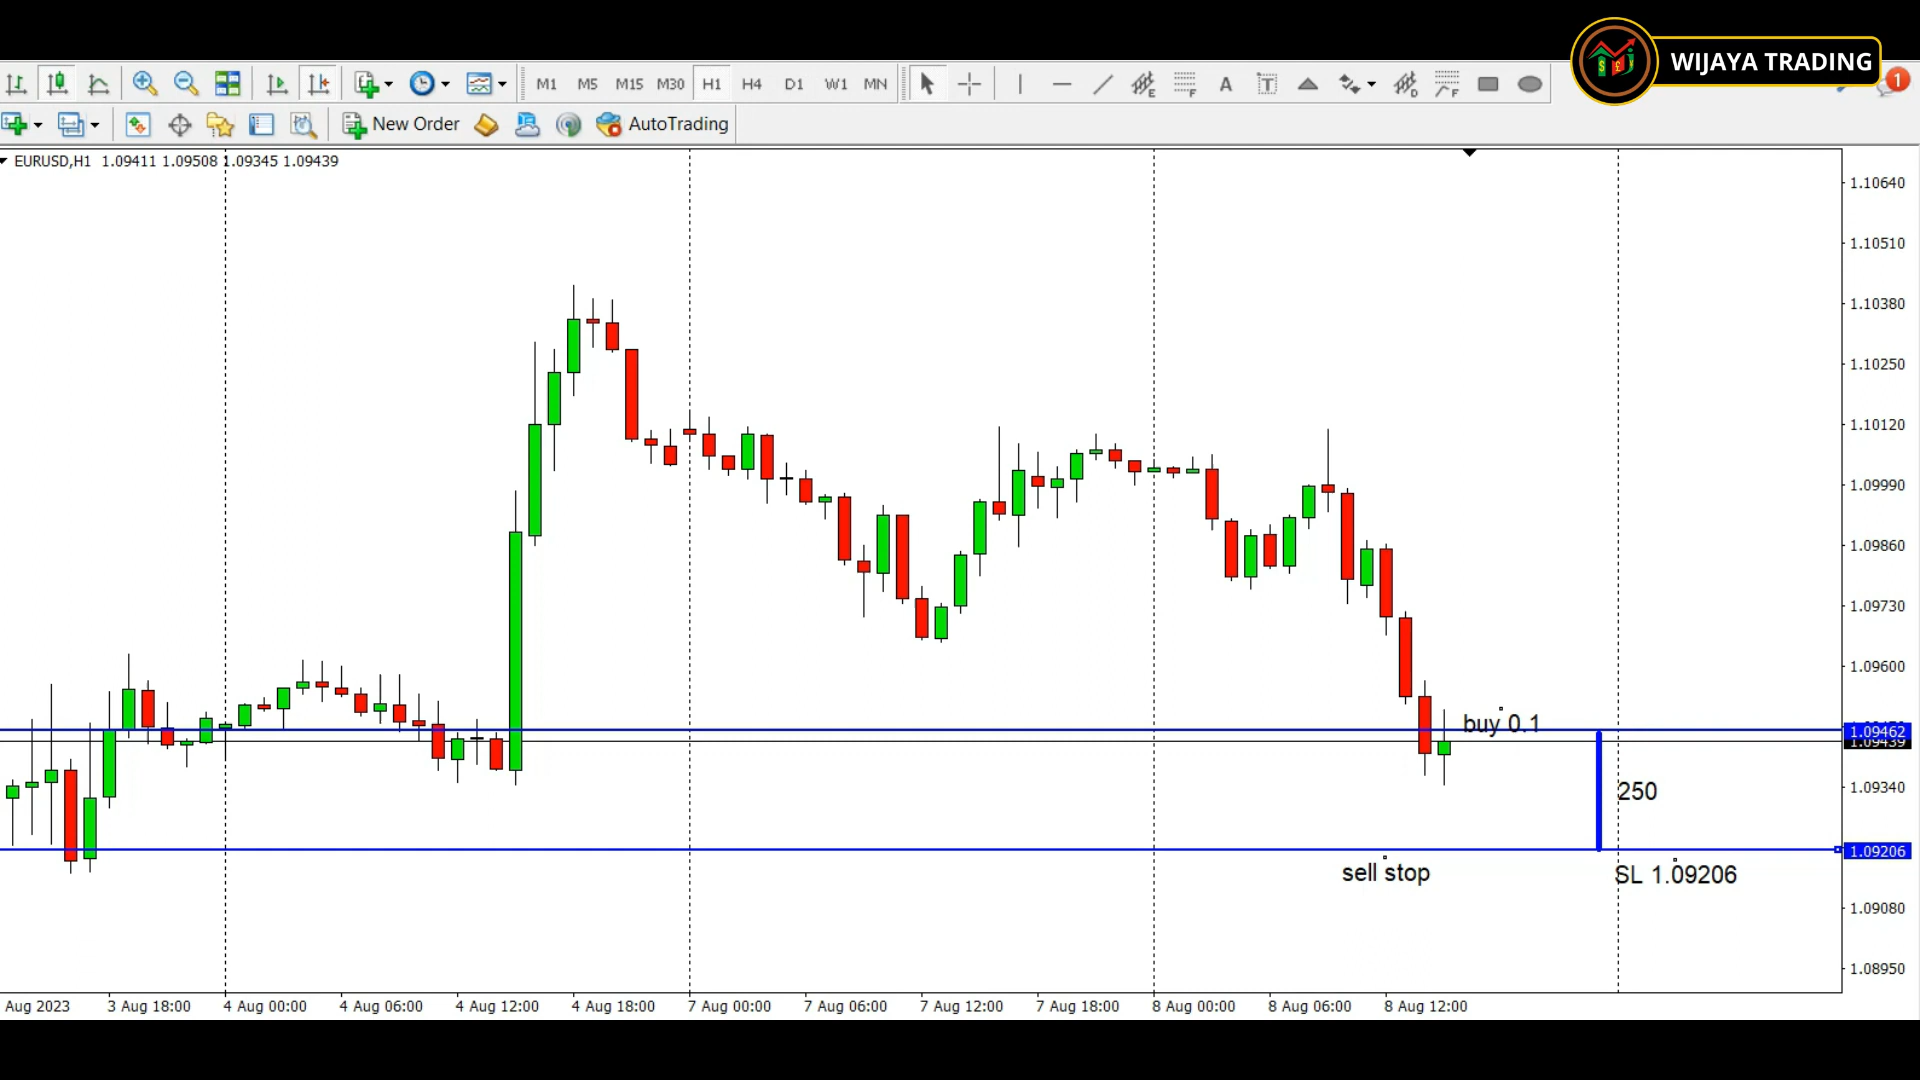 WIJAYA TRADING
1
M1 M5 M15 M30 H1 H4 D1 W1 MN
E F A T D F
New Order AutoTrading
EURUSD,H1 1.09411 1.09508 1.09345 1.09439
1.10640
1.10510
1.10380
1.10250
1.10120
1.09990
1.09860
1.09730
1.09600
buy 0.1
1.09462
1.09439
250
1.09340
1.09206
sell stop
SL 1.09206
1.09080
1.08950
Aug 2023 3 Aug 18:00 4 Aug 00:00 4 Aug 06:00 4 Aug 12:00 4 Aug 18:00 7 Aug 00:00 7 Aug 06:00 7 Aug 12:00 7 Aug 18:00 8 Aug 00:00 8 Aug 06:00 8 Aug 12:00